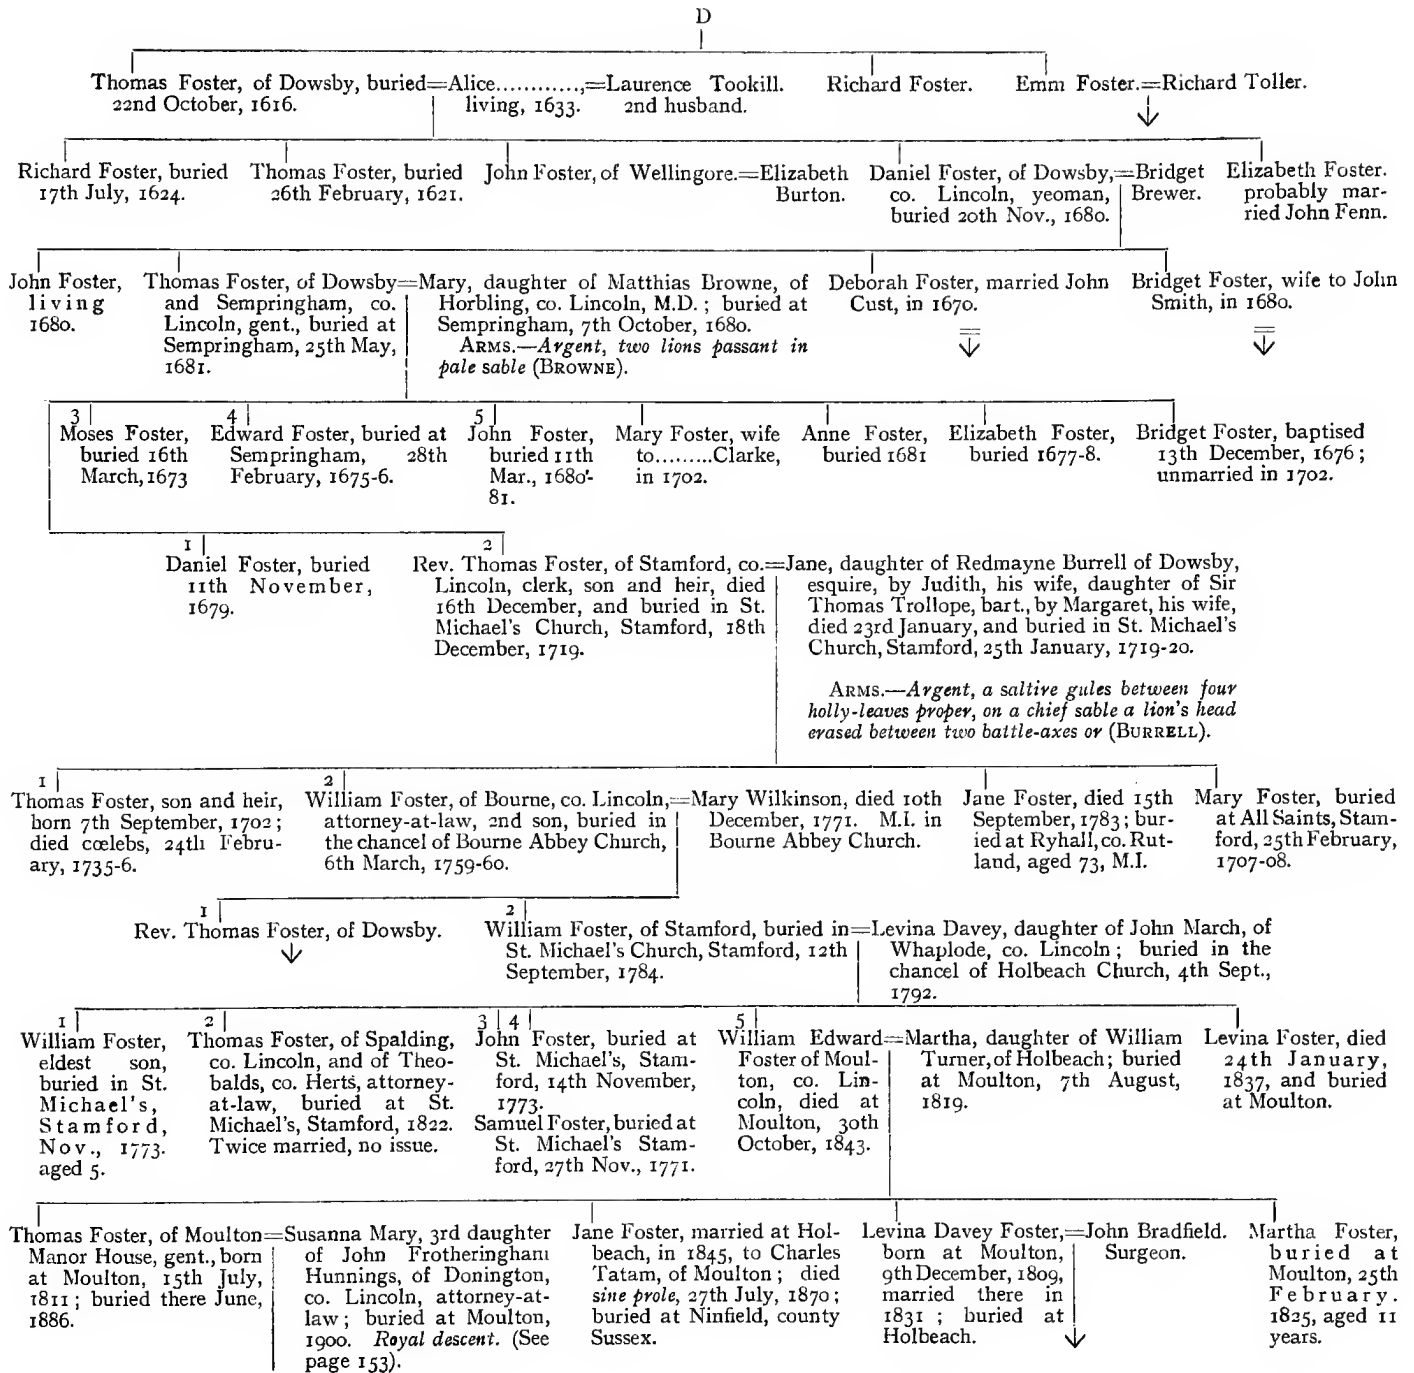 D
Thomas Foster, of Dowsby, buried=Alice............,=Laurence Tookill.
22nd October, 1616.
living, 1633.
2nd husband.
Richard Foster.
Emm Foster.=Richard Toller.
Richard Foster, buried
17th July, 1624.
Thomas Foster, buried
26th February, 1621.
John Foster, of Wellingore.=Elizabeth
Burton.
Daniel Foster, of Dowsby,=Bridget
co. Lincoln, yeoman,
Brewer.
buried 20th Nov., 1680.
Elizabeth Foster.
probably mar-
ried John Fenn.
John Foster,
living
1680.
Thomas Foster, of Dowsby=
and Sempringham, co.
Lincoln, gent., buried at
Sempringham, 25th May,
1681.
Mary, daughter of Matthias Browne, of
Horbling, co. Lincoln, M.D. ; buried at
Sempringham, 7th October, 1680.
ARMS.—Argent, two lions passant in
pale sable (BROWNE).
Deborah Foster, married John
Cust, in 1670.
Bridget Foster, wife to John
Smith, in 1680.
3
Moses Foster,
buried 16th
March, 1673
4
Edward Foster, buried at
Sempringham, 28th
February, 1675-6.
5
John Foster,
buried 11th
Mar., 1680-
81.
Mary Foster, wife
to.........Clarke,
in 1702.
Anne Foster,
buried 1681
Elizabeth Foster,
buried 1677-8.
Bridget Foster, baptised
13th December, 1676 ;
unmarried in 1702.
1
Daniel Foster, buried
11th November,
1679.
2
Rev. Thomas Foster, of Stamford, co.=
Lincoln, clerk, son and heir, died
16th December, and buried in St.
Michael's Church, Stamford, 18th
December, 1719.
Jane, daughter of Redmayne Burrell of Dowsby,
esquire, by Judith, his wife, daughter of Sir
Thomas Trollope, bart., by Margaret, his wife,
died 23rd January, and buried in St. Michael's
Church, Stamford, 25th January, 1719-20.
ARMS.—Argent, a saltire gules between four
holly-leaves proper, on a chief sable a lion's head
erased between two battle-axes or (BURRELL).
1
Thomas Foster, son and heir,
born 7th September, 1702 ;
died cœlebs, 24th Febru-
ary, 1735-6.
2
William Foster, of Bourne, co. Lincoln,=
attorney-at-law, 2nd son, buried in
the chancel of Bourne Abbey Church,
6th March, 1759-60.
Mary Wilkinson, died 10th
December, 1771. M.I. in
Bourne Abbey Church.
Jane Foster, died 15th
September, 1783 ; bur-
ied at Ryhall, co. Rut-
land, aged 73, M.I.
Mary Foster, buried
at All Saints, Stam-
ford, 25th February,
1707-08.
1
Rev. Thomas Foster, of Dowsby.
2
William Foster, of Stamford, buried in=
St. Michael's Church, Stamford, 12th
September, 1784.
Levina Davey, daughter of John March, of
Whaplode, co. Lincoln ; buried in the
chancel of Holbeach Church, 4th Sept.,
1792.
1
William Foster,
eldest son,
buried in St.
Michael's,
Stamford,
Nov., 1773.
aged 5.
2
Thomas Foster, of Spalding,
co. Lincoln, and of Theo-
balds, co. Herts, attorney-
at-law, buried at St.
Michael's, Stamford, 1822.
Twice married, no issue.
3 4
John Foster, buried at
St. Michael's, Stam-
ford, 14th November,
1773.
Samuel Foster, buried at
St. Michael's Stam-
ford, 27th Nov., 1771.
5
William Edward=
Foster of Moul-
ton, co. Lin-
coln, died at
Moulton, 30th
October, 1843.
Martha, daughter of William
Turner, of Holbeach ; buried
at Moulton, 7th August,
1819.
Levina Foster, died
24th January,
1837, and buried
at Moulton.
Thomas Foster, of Moulton=
Manor House, gent., born
at Moulton, 15th July,
1811 ; buried there June,
1886.
Susanna Mary, 3rd daughter
of John Frotheringham
Hunnings, of Donington,
co. Lincoln, attorney-at-
law ; buried at Moulton,
1900. Royal descent. (See
page 153).
Jane Foster, married at Hol-
beach, in 1845, to Charles
Tatam, of Moulton ; died
sine prole, 27th July, 1870 ;
buried at Ninfield, county
Sussex.
Levina Davey Foster,=
born at Moulton,
9th December, 1809,
married there in
1831 ; buried at
Holbeach.
John Bradfield.
Surgeon.
Martha Foster,
buried at
Moulton, 25th
February.
1825, aged 11
years.